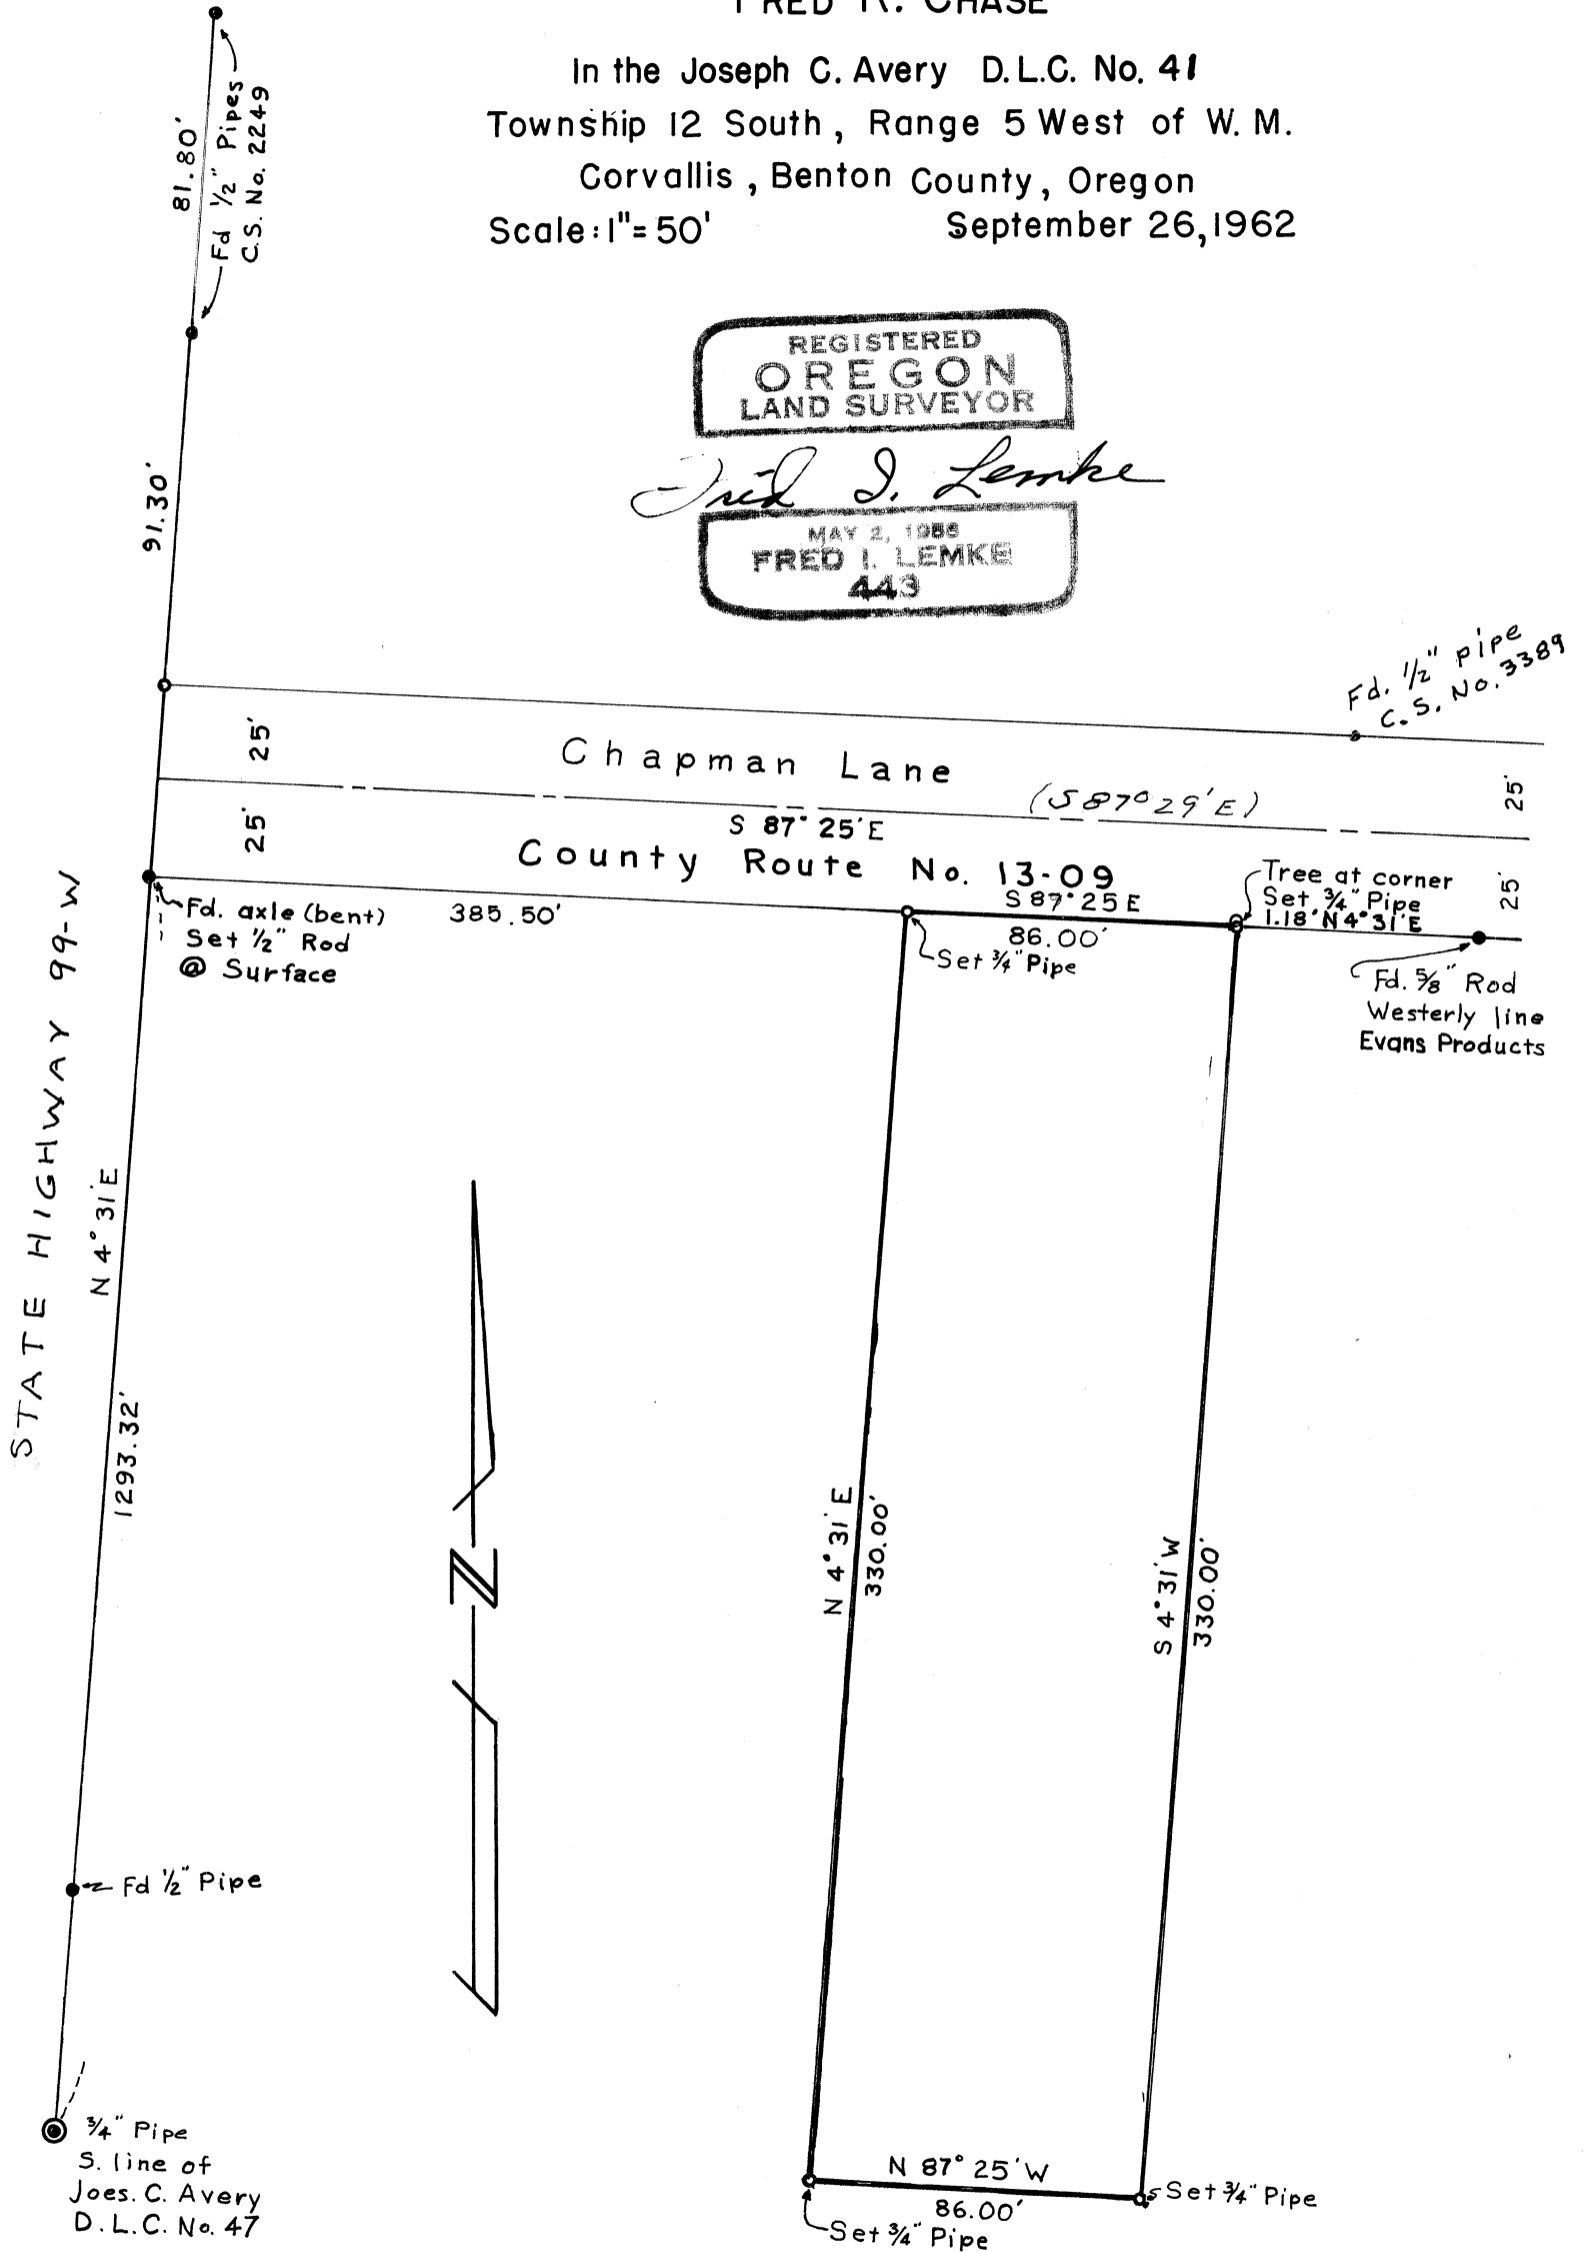 FRED R. CHASE
In the Joseph C. Avery D.L.C. No. 41
Township 12 South, Range 5 West of W. M.
Corvallis, Benton County, Oregon
Scale: 1"= 50' September 26, 1962
81.80'
Fd 1/2" Pipes
C.S. No. 2249
REGISTERED
OREGON
LAND SURVEYOR
Fred I. Lemke
MAY 2, 1958
FRED I. LEMKE
443
91.30'
Fd. 1/2" pipe
C.S. No. 3389
25'
Chapman Lane
25'
(S 87° 29' E)
25'
S 87° 25' E
County Route No. 13-09
25'
Fd. axle (bent)
Set 1/2" Rod
@ Surface
385.50'
S 87° 25 E
86.00'
Set 3/4" Pipe
Tree at corner
Set 3/4" Pipe
1.18' N 4° 31' E
Fd. 5/8" Rod
Westerly line
Evans Products
STATE HIGHWAY 99-W
N 4° 31' E
1293.32'
N
N 4° 31' E
330.00'
S 4° 31' W
330.00'
Fd 1/2" Pipe
3/4" Pipe
S. line of
Joes. C. Avery
D.L.C. No. 47
N 87° 25' W
86.00'
Set 3/4" Pipe
Set 3/4" Pipe